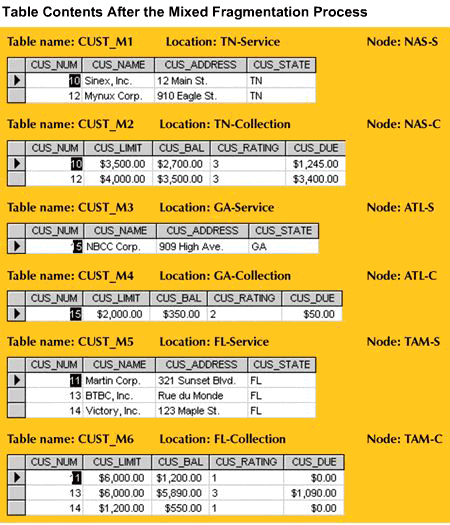 Table Contents After the Mixed Fragmentation Process
Table name: CUST_M1 Location: TN-Service Node: NAS-S
CUS_NUM CUS_NAME CUS_ADDRESS CUS_STATE
10 Sinex, Inc. 12 Main St. TN
12 Mynux Corp. 910 Eagle St. TN
Table name: CUST_M2 Location: TN-Collection Node: NAS-C
CUS_NUM CUS_LIMIT CUS_BAL CUS_RATING CUS_DUE
10 $3,500.00 $2,700.00 3 $1,245.00
12 $4,000.00 $3,500.00 3 $3,400.00
Table name: CUST_M3 Location: GA-Service Node: ATL-S
CUS_NUM CUS_NAME CUS_ADDRESS CUS_STATE
15 NBCC Corp. 909 High Ave. GA
Table name: CUST_M4 Location: GA-Collection Node: ATL-C
CUS_NUM CUS_LIMIT CUS_BAL CUS_RATING CUS_DUE
15 $2,000.00 $350.00 2 $50.00
Table name: CUST_M5 Location: FL-Service Node: TAM-S
CUS_NUM CUS_NAME CUS_ADDRESS CUS_STATE
11 Martin Corp. 321 Sunset Blvd. FL
13 BTBC, Inc. Rue du Monde FL
14 Victory, Inc. 123 Maple St. FL
Table name: CUST_M6 Location: FL-Collection Node: TAM-C
CUS_NUM CUS_LIMIT CUS_BAL CUS_RATING CUS_DUE
11 $6,000.00 $1,200.00 1 $0.00
13 $6,000.00 $5,890.00 3 $1,090.00
14 $1,200.00 $550.00 1 $0.00